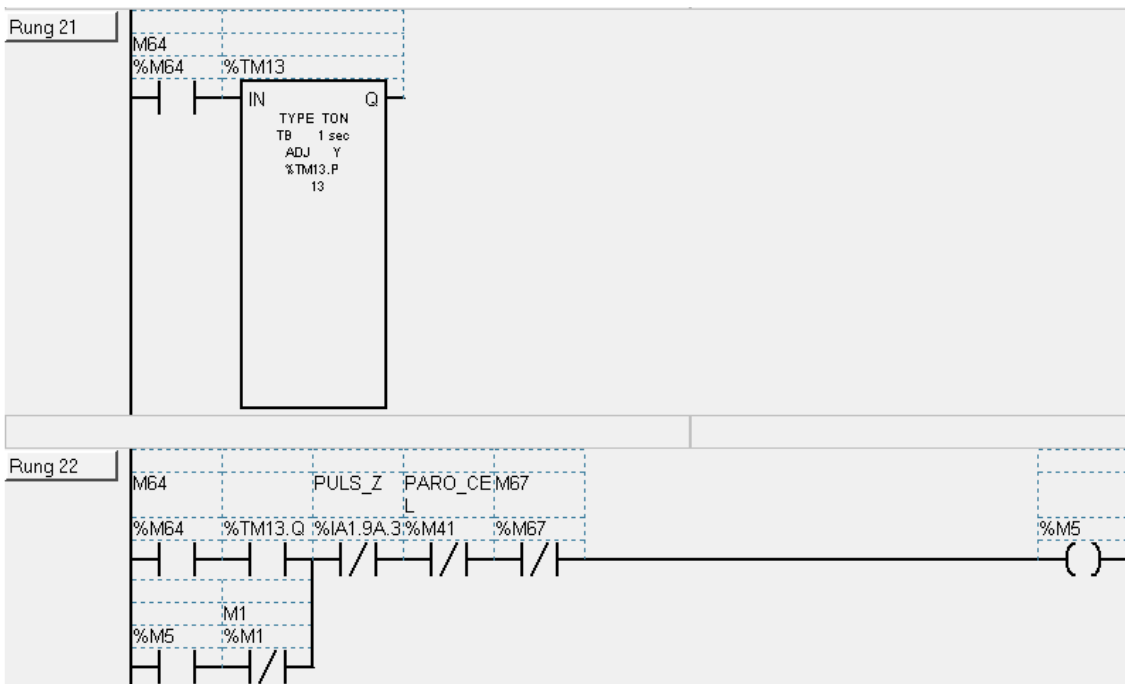 Rung 21
M64
%M64 %TM13
IN Q
TYPE TON
TB 1 sec
ADJ Y
%TM13.P
13
Rung 22
M64 PULS_Z PARO_CE M67
L
%M64 %TM13.Q %IA1.9A.3 %M41 %M67 %M5
M1
%M5 %M1